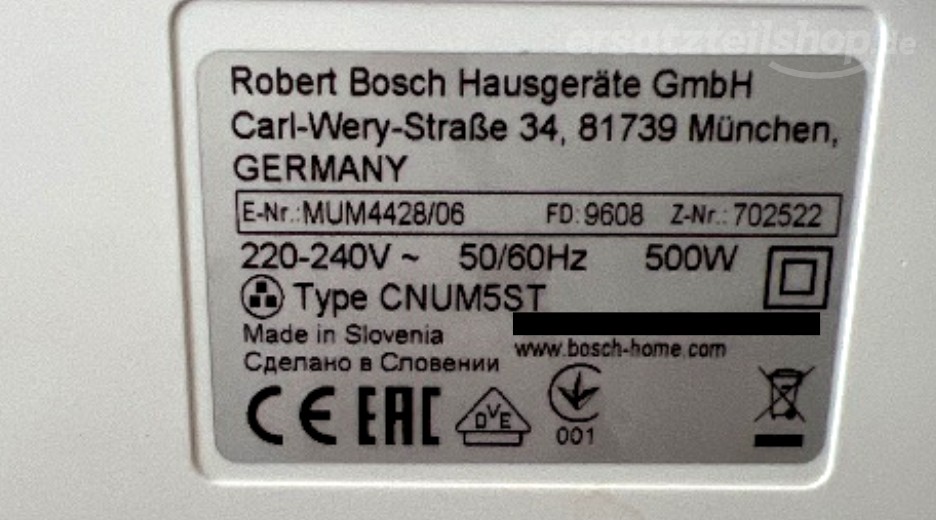 ersatzteilshop.de
Robert Bosch Hausgeräte GmbH
Carl-Wery-Straße 34, 81739 München,
GERMANY
E-Nr.:MUM4428/06 FD:9608 Z-Nr.:702522
220-240V ~ 50/60Hz 500W
Type CNUM5ST
Made in Slovenia
www.bosch-home.com
Сделано в Словении
CE EAC DVE
001